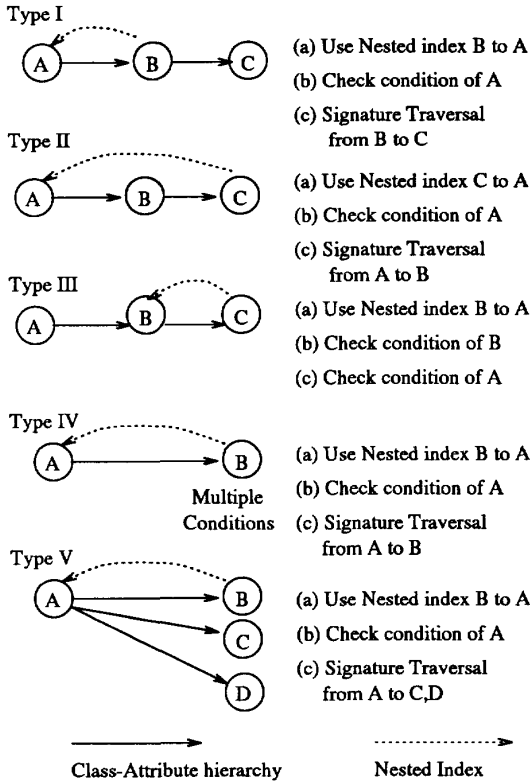 Type I
A
B
C
(a) Use Nested index B to A
(b) Check condition of A
(c) Signature Traversal
from B to C
Type II
A
B
C
(a) Use Nested index C to A
(b) Check condition of A
(c) Signature Traversal
from A to B
Type III
A
B
C
(a) Use Nested index B to A
(b) Check condition of B
(c) Check condition of A
Type IV
A
B
Multiple
Conditions
(a) Use Nested index B to A
(b) Check condition of A
(c) Signature Traversal
from A to B
Type V
A
B
C
D
(a) Use Nested index B to A
(b) Check condition of A
(c) Signature Traversal
from A to C,D
Class-Attribute hierarchy
Nested Index